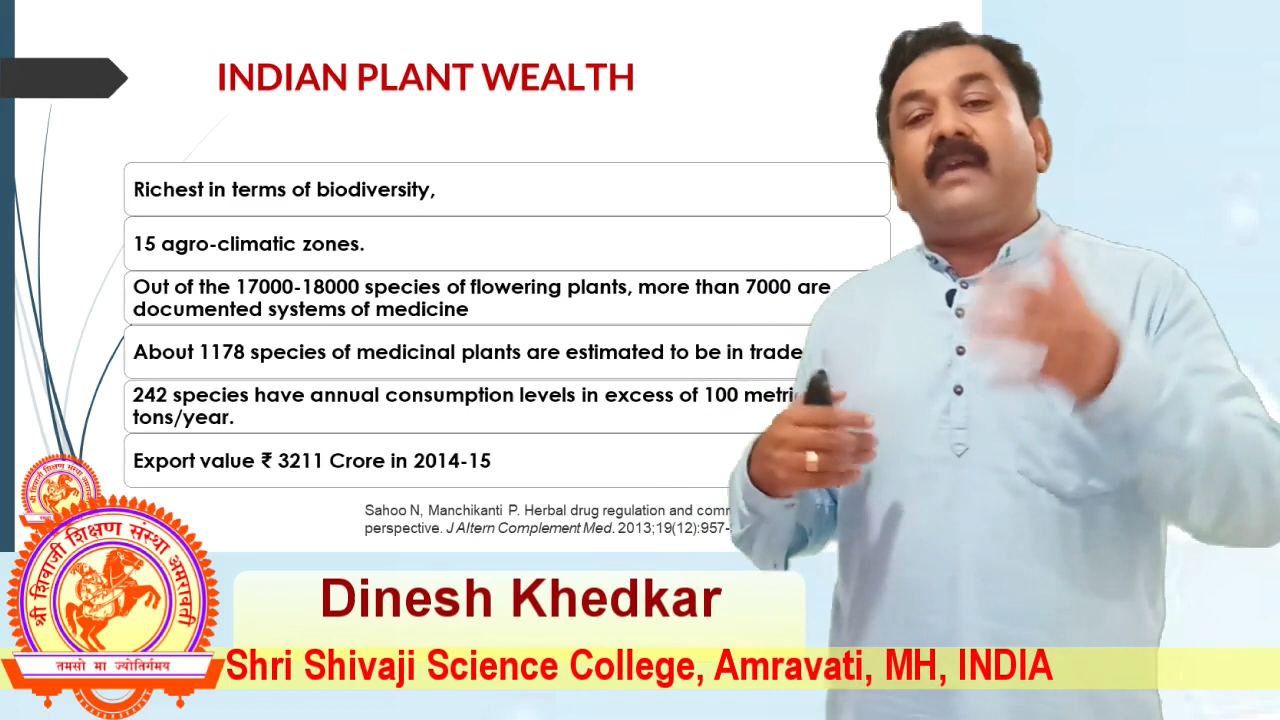 INDIAN PLANT WEALTH
Richest in terms of biodiversity,
15 agro-climatic zones.
Out of the 17000-18000 species of flowering plants, more than 7000 are
documented systems of medicine
About 1178 species of medicinal plants are estimated to be in trade
242 species have annual consumption levels in excess of 100 metri
tons/year.
Export value ₹ 3211 Crore in 2014-15
Sahoo N, Manchikanti P. Herbal drug regulation and comm
perspective. J Altern Complement Med. 2013;19(12):957-
श्री शिवाजी शिक्षण संस्था अमरावती
तमसो मा ज्योतिर्गमय
Dinesh Khedkar
Shri Shivaji Science College, Amravati, MH, INDIA